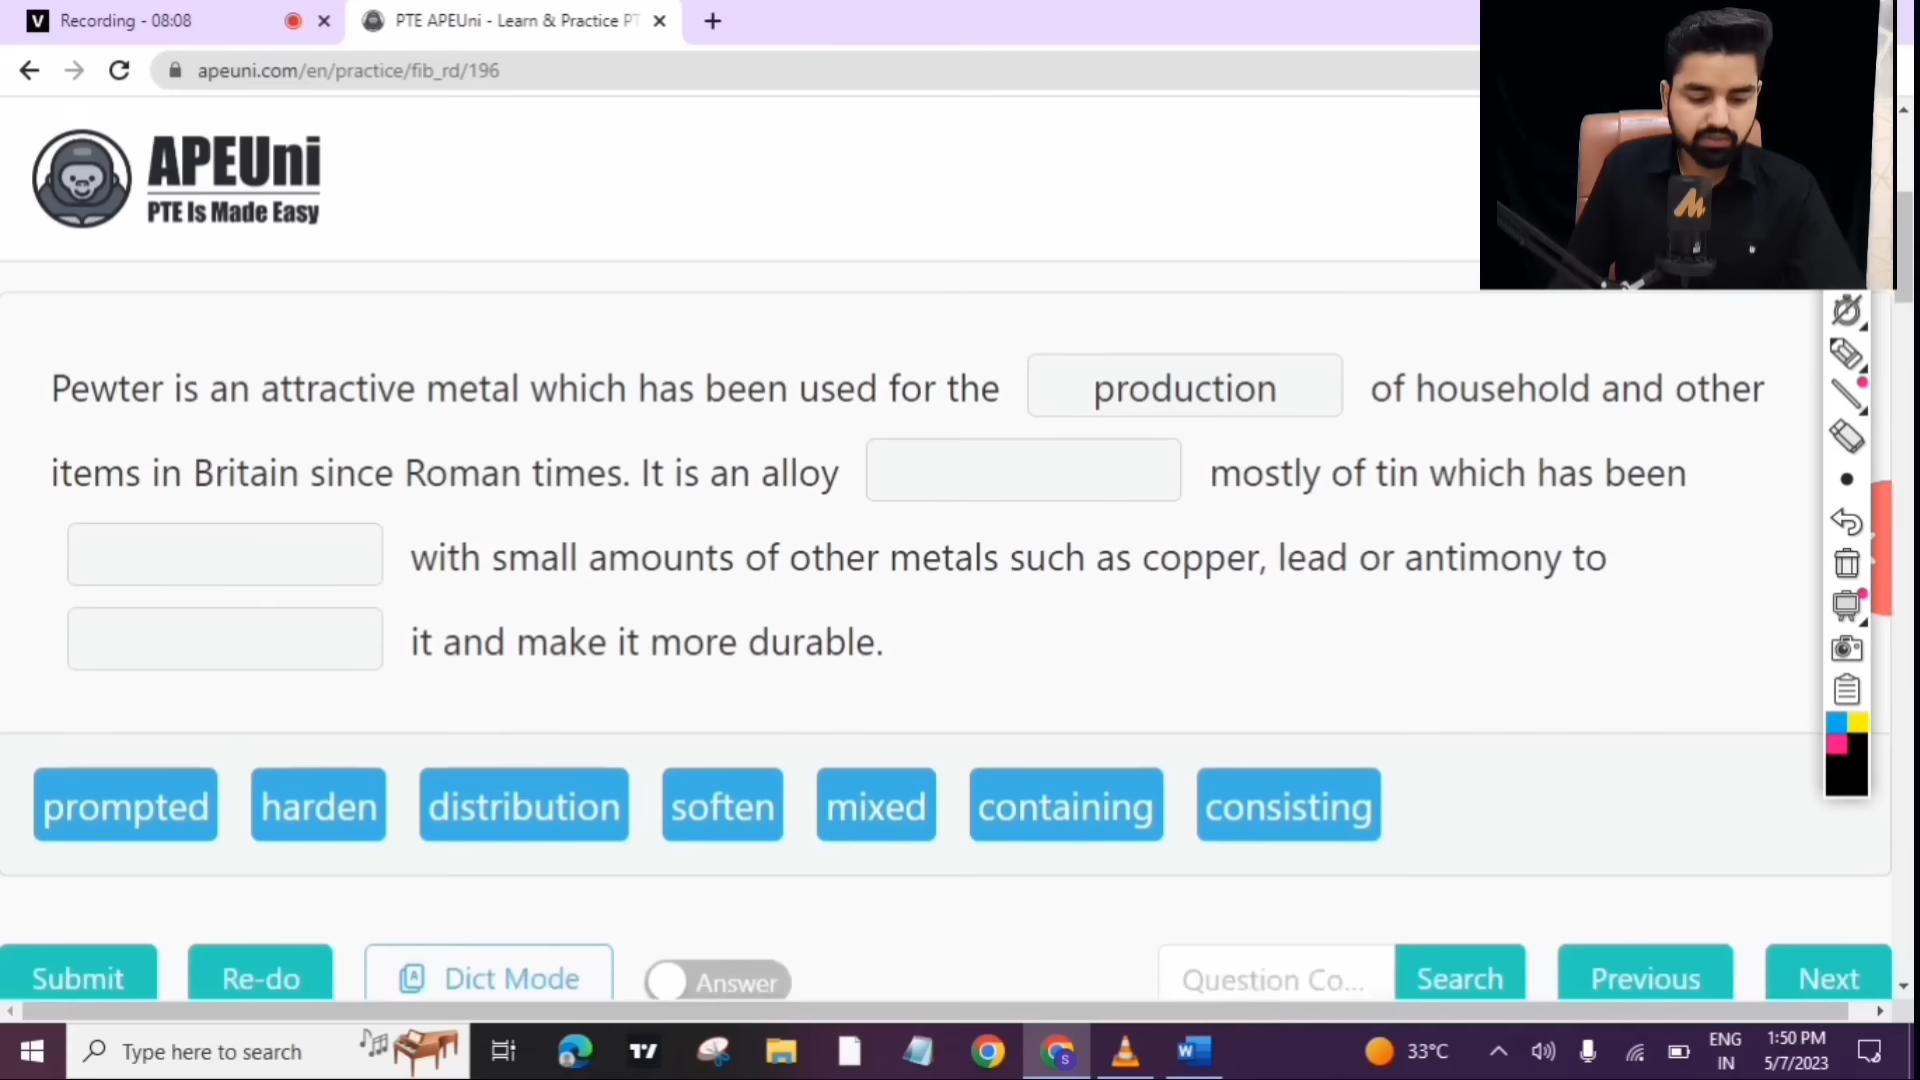 V Recording - 08:08
PTE APEUni - Learn & Practice PT
apeuni.com/en/practice/fib_rd/196
APEUni
PTE Is Made Easy
Pewter is an attractive metal which has been used for the production of household and other
items in Britain since Roman times. It is an alloy mostly of tin which has been
with small amounts of other metals such as copper, lead or antimony to
it and make it more durable.
prompted harden distribution soften mixed containing consisting
Submit Re-do Dict Mode Answer Question Co... Search Previous Next
Type here to search 33°C ENG 1:50 PM
IN 5/7/2023